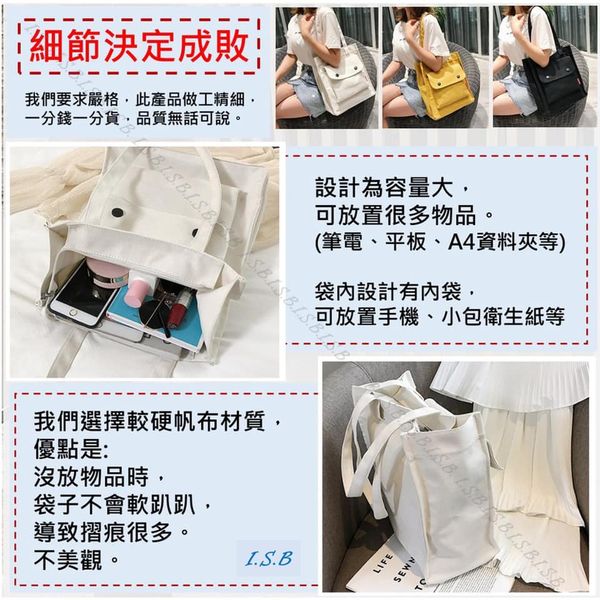 細節決定成敗
我們要求嚴格，此產品做工精細，
一分錢一分貨，品質無話可說。
設計為容量大，
可放置很多物品。
(筆電、平板、A4資料夾等)
袋內設計有內袋，
可放置手機、小包衛生紙等
我們選擇較硬帆布材質，
優點是:
沒放物品時，
袋子不會軟趴趴，
導致摺痕很多。
不美觀。
I.S.B